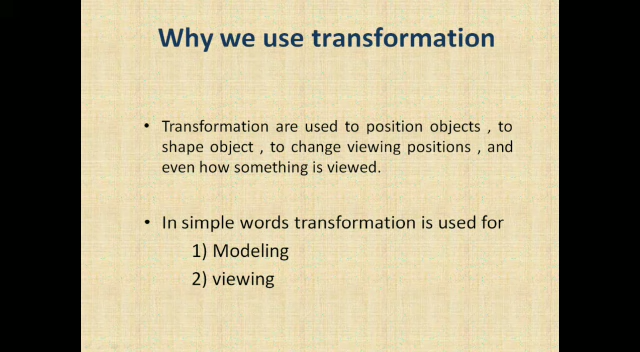 Why we use transformation
• Transformation are used to position objects , to
shape object , to change viewing positions , and
even how something is viewed.
• In simple words transformation is used for
1) Modeling
2) viewing